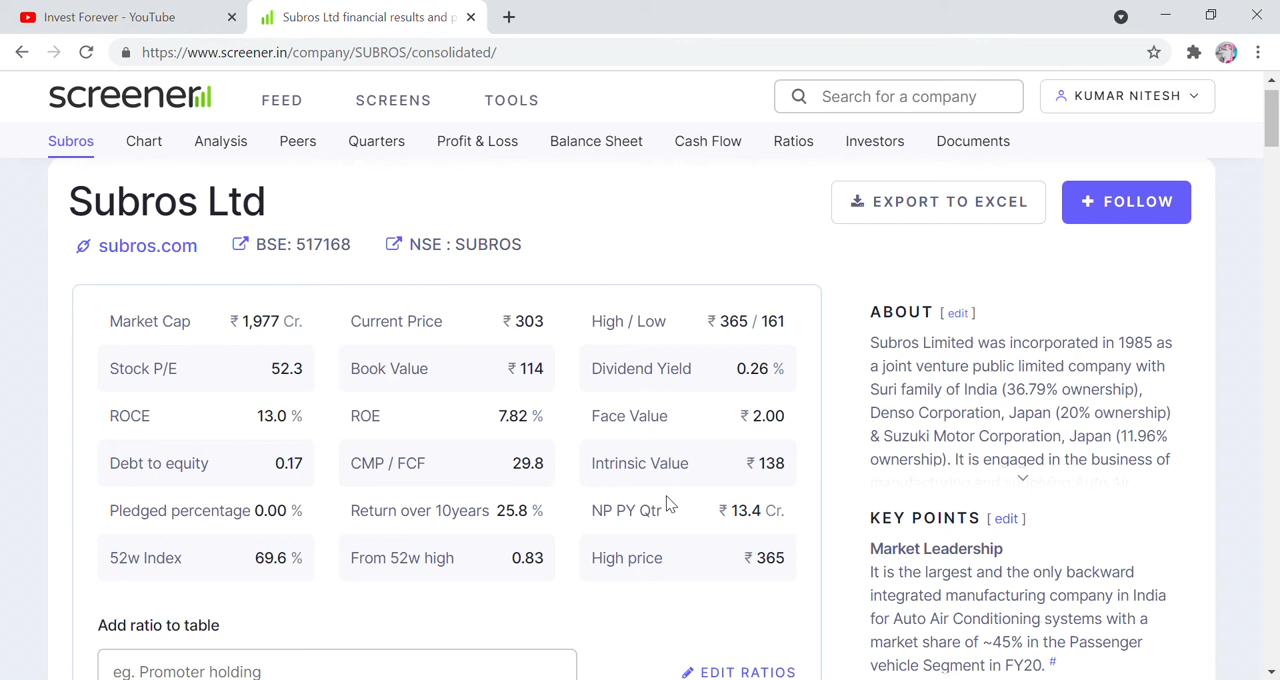 Invest Forever - YouTube
Subros Ltd financial results and p
https://www.screener.in/company/SUBROS/consolidated/
screener
FEED
SCREENS
TOOLS
Search for a company
KUMAR NITESH
Subros
Chart
Analysis
Peers
Quarters
Profit & Loss
Balance Sheet
Cash Flow
Ratios
Investors
Documents
Subros Ltd
EXPORT TO EXCEL
+ FOLLOW
subros.com
BSE: 517168
NSE : SUBROS
Market Cap ₹ 1,977 Cr.
Current Price ₹ 303
High / Low ₹ 365 / 161
Stock P/E 52.3
Book Value ₹ 114
Dividend Yield 0.26 %
ROCE 13.0 %
ROE 7.82 %
Face Value ₹ 2.00
Debt to equity 0.17
CMP / FCF 29.8
Intrinsic Value ₹ 138
Pledged percentage 0.00 %
Return over 10years 25.8 %
NP PY Qtr ₹ 13.4 Cr.
52w Index 69.6 %
From 52w high 0.83
High price ₹ 365
Add ratio to table
eg. Promoter holding
EDIT RATIOS
ABOUT [ edit ]
Subros Limited was incorporated in 1985 as
a joint venture public limited company with
Suri family of India (36.79% ownership),
Denso Corporation, Japan (20% ownership)
& Suzuki Motor Corporation, Japan (11.96%
ownership). It is engaged in the business of
manufacturing and supplying Auto Air
KEY POINTS [ edit ]
Market Leadership
It is the largest and the only backward
integrated manufacturing company in India
for Auto Air Conditioning systems with a
market share of ~45% in the Passenger
vehicle Segment in FY20. #